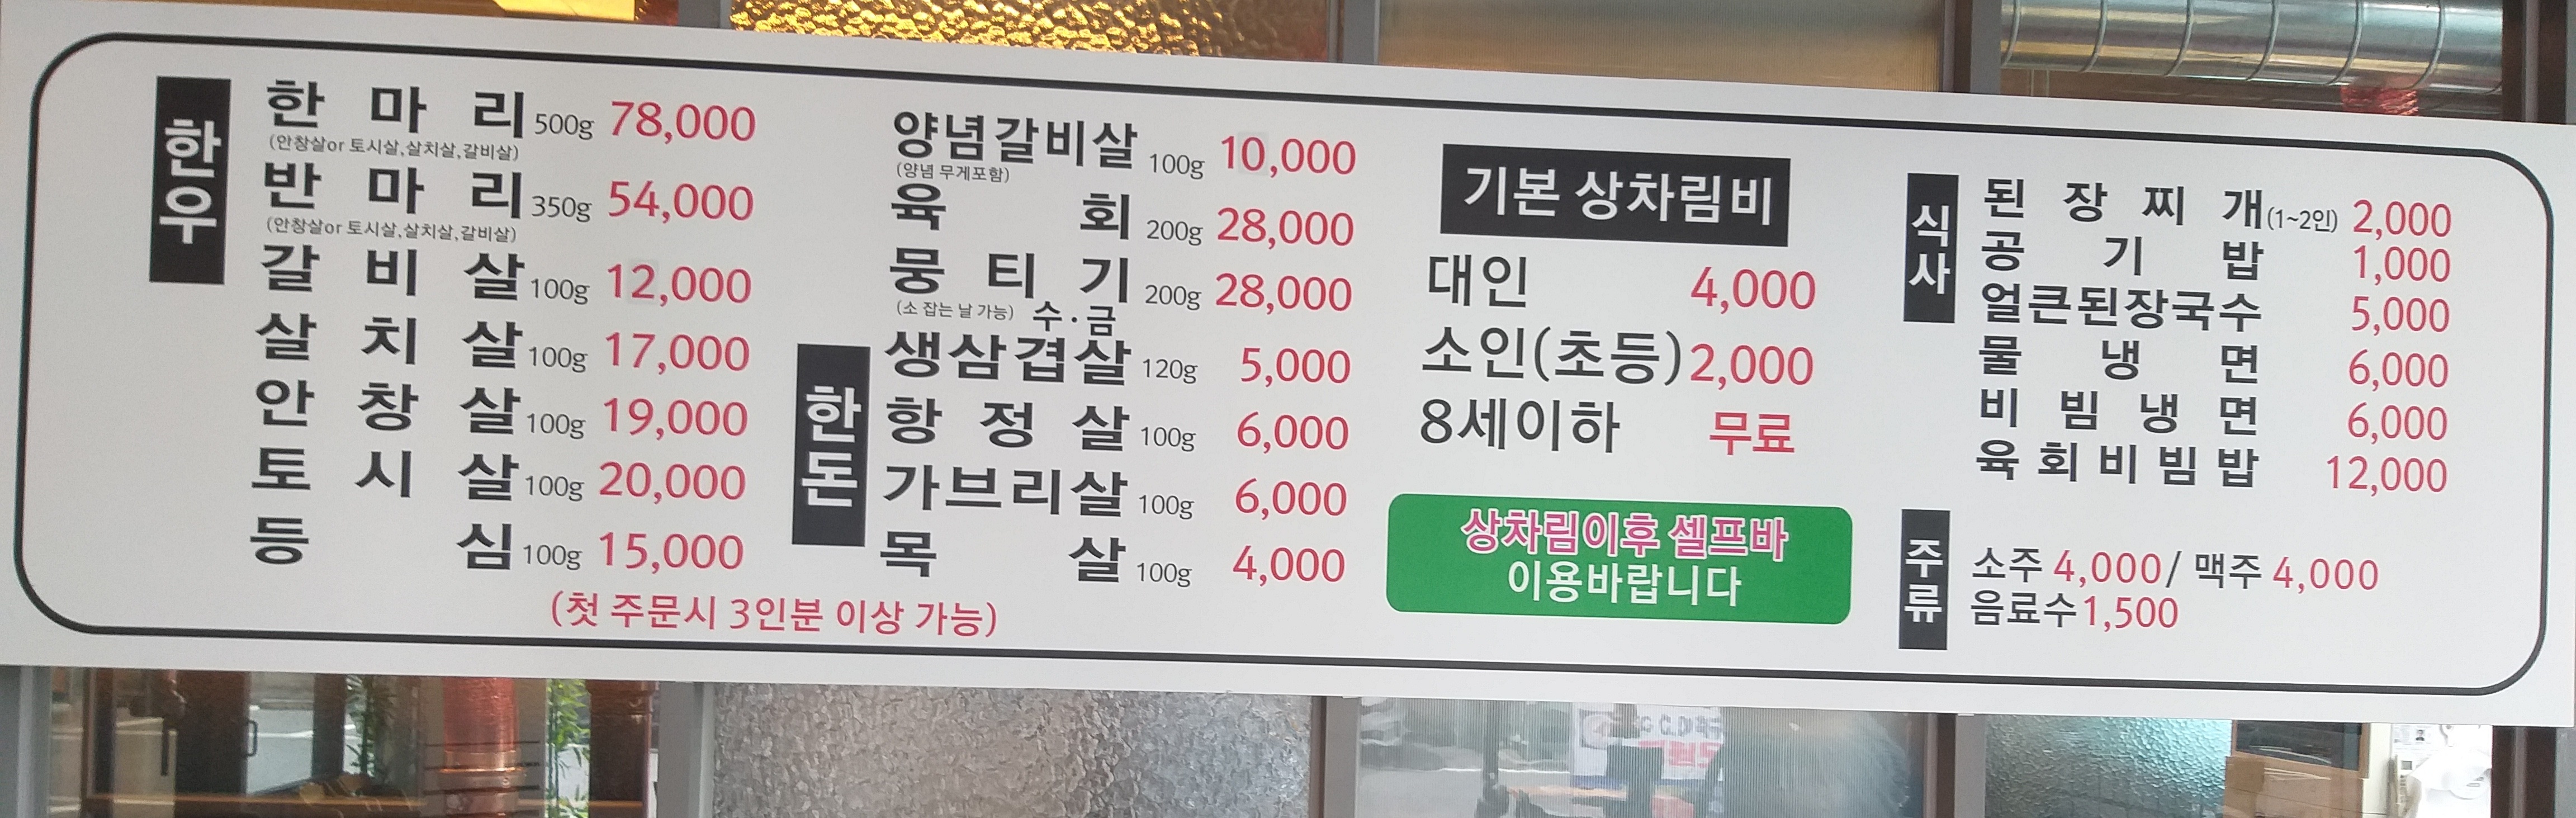 한우
한마리 500g 78,000
(안창살or 토시살,살치살,갈비살)
반마리 350g 54,000
(안창살or 토시살,살치살,갈비살)
갈비살 100g 12,000
살치살 100g 17,000
안창살 100g 19,000
토시살 100g 20,000
등심 100g 15,000
양념갈비살 100g 10,000
(양념 무게포함)
육회 200g 28,000
뭉티기 200g 28,000
(소 잡는 날 가능) 수·금
한돈
생삼겹살 120g 5,000
항정살 100g 6,000
가브리살 100g 6,000
목살 100g 4,000
(첫 주문시 3인분 이상 가능)
기본 상차림비
대인 4,000
소인(초등) 2,000
8세이하 무료
상차림이후 셀프바
이용바랍니다
식사
된장찌개(1~2인) 2,000
공기밥 1,000
얼큰된장국수 5,000
물냉면 6,000
비빔냉면 6,000
육회비빔밥 12,000
주류
소주 4,000/ 맥주 4,000
음료수1,500